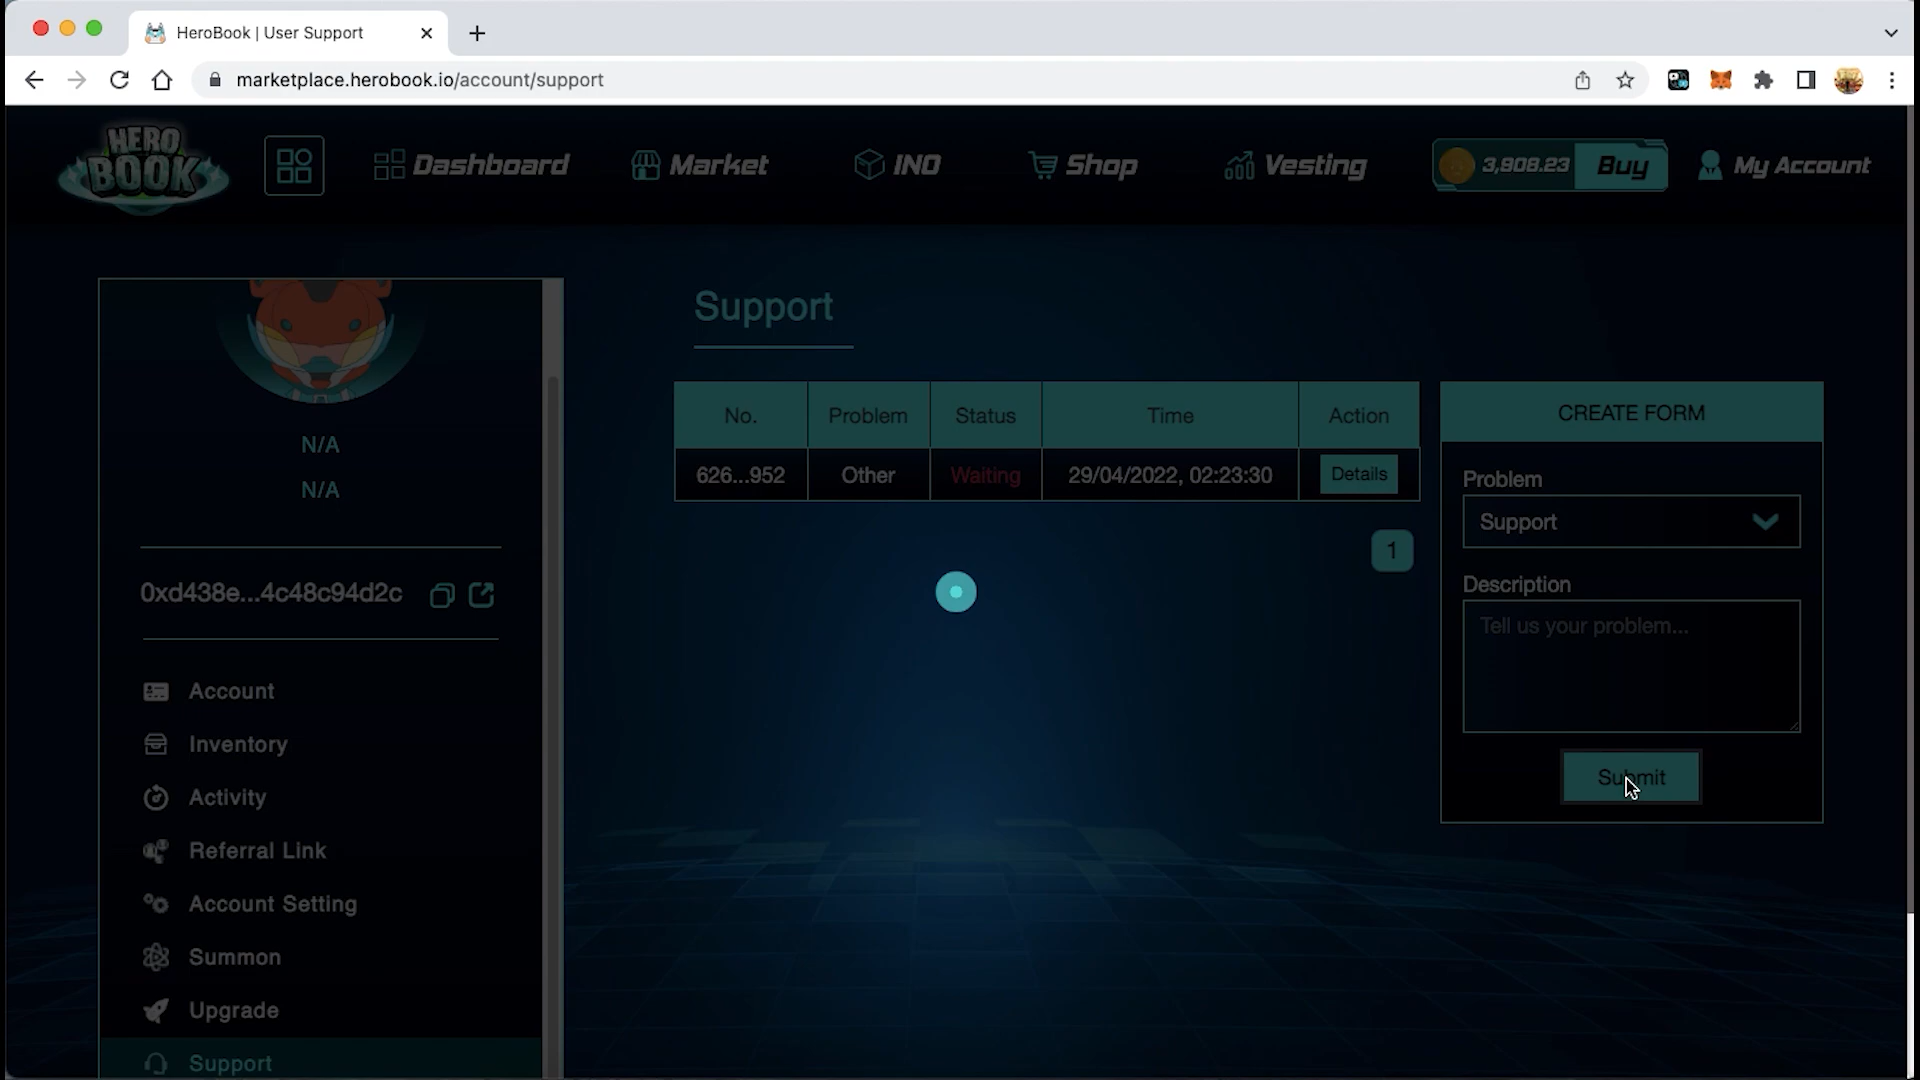 HeroBook | User Support
marketplace.herobook.io/account/support
HERO
BOOK
Dashboard
Market
INO
Shop
Vesting
3,908.23
Buy
My Account
N/A
N/A
0xd438e...4c48c94d2c
Account
Inventory
Activity
Referral Link
Account Setting
Summon
Upgrade
Support
Support
No. Problem Status Time Action
626...952 Other Waiting 29/04/2022, 02:23:30 Details
1
CREATE FORM
Problem
Support
Description
Tell us your problem...
Submit